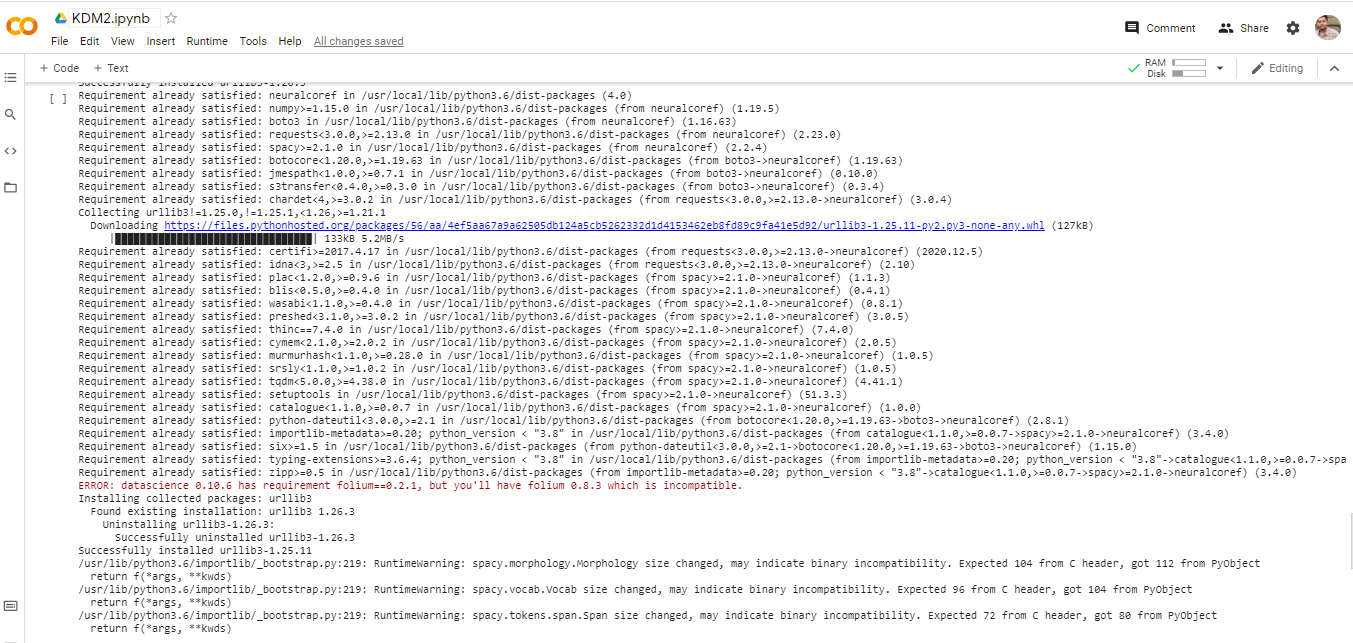 KDM2.ipynb
File Edit View Insert Runtime Tools Help All changes saved
Comment Share
+ Code + Text
RAM
Disk
Editing
Successfully installed urllib3-1.26.3
[ ]
Requirement already satisfied: neuralcoref in /usr/local/lib/python3.6/dist-packages (4.0)
Requirement already satisfied: numpy>=1.15.0 in /usr/local/lib/python3.6/dist-packages (from neuralcoref) (1.19.5)
Requirement already satisfied: boto3 in /usr/local/lib/python3.6/dist-packages (from neuralcoref) (1.16.63)
Requirement already satisfied: requests<3.0.0,>=2.13.0 in /usr/local/lib/python3.6/dist-packages (from neuralcoref) (2.23.0)
Requirement already satisfied: spacy>=2.1.0 in /usr/local/lib/python3.6/dist-packages (from neuralcoref) (2.2.4)
Requirement already satisfied: botocore<1.20.0,>=1.19.63 in /usr/local/lib/python3.6/dist-packages (from boto3->neuralcoref) (1.19.63)
Requirement already satisfied: jmespath<1.0.0,>=0.7.1 in /usr/local/lib/python3.6/dist-packages (from boto3->neuralcoref) (0.10.0)
Requirement already satisfied: s3transfer<0.4.0,>=0.3.0 in /usr/local/lib/python3.6/dist-packages (from boto3->neuralcoref) (0.3.4)
Requirement already satisfied: chardet<4,>=3.0.2 in /usr/local/lib/python3.6/dist-packages (from requests<3.0.0,>=2.13.0->neuralcoref) (3.0.4)
Collecting urllib3!=1.25.0,!=1.25.1,<1.26,>=1.21.1
Downloading https://files.pythonhosted.org/packages/56/aa/4ef5aa67a9a62505db124a5cb5262332d1d4153462eb8fd89c9fa41e5d92/urllib3-1.25.11-py2.py3-none-any.whl (127kB)
133kB 5.2MB/s
Requirement already satisfied: certifi>=2017.4.17 in /usr/local/lib/python3.6/dist-packages (from requests<3.0.0,>=2.13.0->neuralcoref) (2020.12.5)
Requirement already satisfied: idna<3,>=2.5 in /usr/local/lib/python3.6/dist-packages (from requests<3.0.0,>=2.13.0->neuralcoref) (2.10)
Requirement already satisfied: plac<1.2.0,>=0.9.6 in /usr/local/lib/python3.6/dist-packages (from spacy>=2.1.0->neuralcoref) (1.1.3)
Requirement already satisfied: blis<0.5.0,>=0.4.0 in /usr/local/lib/python3.6/dist-packages (from spacy>=2.1.0->neuralcoref) (0.4.1)
Requirement already satisfied: wasabi<1.1.0,>=0.4.0 in /usr/local/lib/python3.6/dist-packages (from spacy>=2.1.0->neuralcoref) (0.8.1)
Requirement already satisfied: preshed<3.1.0,>=3.0.2 in /usr/local/lib/python3.6/dist-packages (from spacy>=2.1.0->neuralcoref) (3.0.5)
Requirement already satisfied: thinc==7.4.0 in /usr/local/lib/python3.6/dist-packages (from spacy>=2.1.0->neuralcoref) (7.4.0)
Requirement already satisfied: cymem<2.1.0,>=2.0.2 in /usr/local/lib/python3.6/dist-packages (from spacy>=2.1.0->neuralcoref) (2.0.5)
Requirement already satisfied: murmurhash<1.1.0,>=0.28.0 in /usr/local/lib/python3.6/dist-packages (from spacy>=2.1.0->neuralcoref) (1.0.5)
Requirement already satisfied: srsly<1.1.0,>=1.0.2 in /usr/local/lib/python3.6/dist-packages (from spacy>=2.1.0->neuralcoref) (1.0.5)
Requirement already satisfied: tqdm<5.0.0,>=4.38.0 in /usr/local/lib/python3.6/dist-packages (from spacy>=2.1.0->neuralcoref) (4.41.1)
Requirement already satisfied: setuptools in /usr/local/lib/python3.6/dist-packages (from spacy>=2.1.0->neuralcoref) (51.3.3)
Requirement already satisfied: catalogue<1.1.0,>=0.0.7 in /usr/local/lib/python3.6/dist-packages (from spacy>=2.1.0->neuralcoref) (1.0.0)
Requirement already satisfied: python-dateutil<3.0.0,>=2.1 in /usr/local/lib/python3.6/dist-packages (from botocore<1.20.0,>=1.19.63->boto3->neuralcoref) (2.8.1)
Requirement already satisfied: importlib-metadata>=0.20; python_version < "3.8" in /usr/local/lib/python3.6/dist-packages (from catalogue<1.1.0,>=0.0.7->spacy>=2.1.0->neuralcoref) (3.4.0)
Requirement already satisfied: six>=1.5 in /usr/local/lib/python3.6/dist-packages (from python-dateutil<3.0.0,>=2.1->botocore<1.20.0,>=1.19.63->boto3->neuralcoref) (1.15.0)
Requirement already satisfied: typing-extensions>=3.6.4; python_version < "3.8" in /usr/local/lib/python3.6/dist-packages (from importlib-metadata>=0.20; python_version < "3.8"->catalogue<1.1.0,>=0.0.7->spa
Requirement already satisfied: zipp>=0.5 in /usr/local/lib/python3.6/dist-packages (from importlib-metadata>=0.20; python_version < "3.8"->catalogue<1.1.0,>=0.0.7->spacy>=2.1.0->neuralcoref) (3.4.0)
ERROR: datascience 0.10.6 has requirement folium==0.2.1, but you'll have folium 0.8.3 which is incompatible.
Installing collected packages: urllib3
Found existing installation: urllib3 1.26.3
Uninstalling urllib3-1.26.3:
Successfully uninstalled urllib3-1.26.3
Successfully installed urllib3-1.25.11
/usr/lib/python3.6/importlib/_bootstrap.py:219: RuntimeWarning: spacy.morphology.Morphology size changed, may indicate binary incompatibility. Expected 104 from C header, got 112 from PyObject
return f(*args, **kwds)
/usr/lib/python3.6/importlib/_bootstrap.py:219: RuntimeWarning: spacy.vocab.Vocab size changed, may indicate binary incompatibility. Expected 96 from C header, got 104 from PyObject
return f(*args, **kwds)
/usr/lib/python3.6/importlib/_bootstrap.py:219: RuntimeWarning: spacy.tokens.span.Span size changed, may indicate binary incompatibility. Expected 72 from C header, got 80 from PyObject
return f(*args, **kwds)